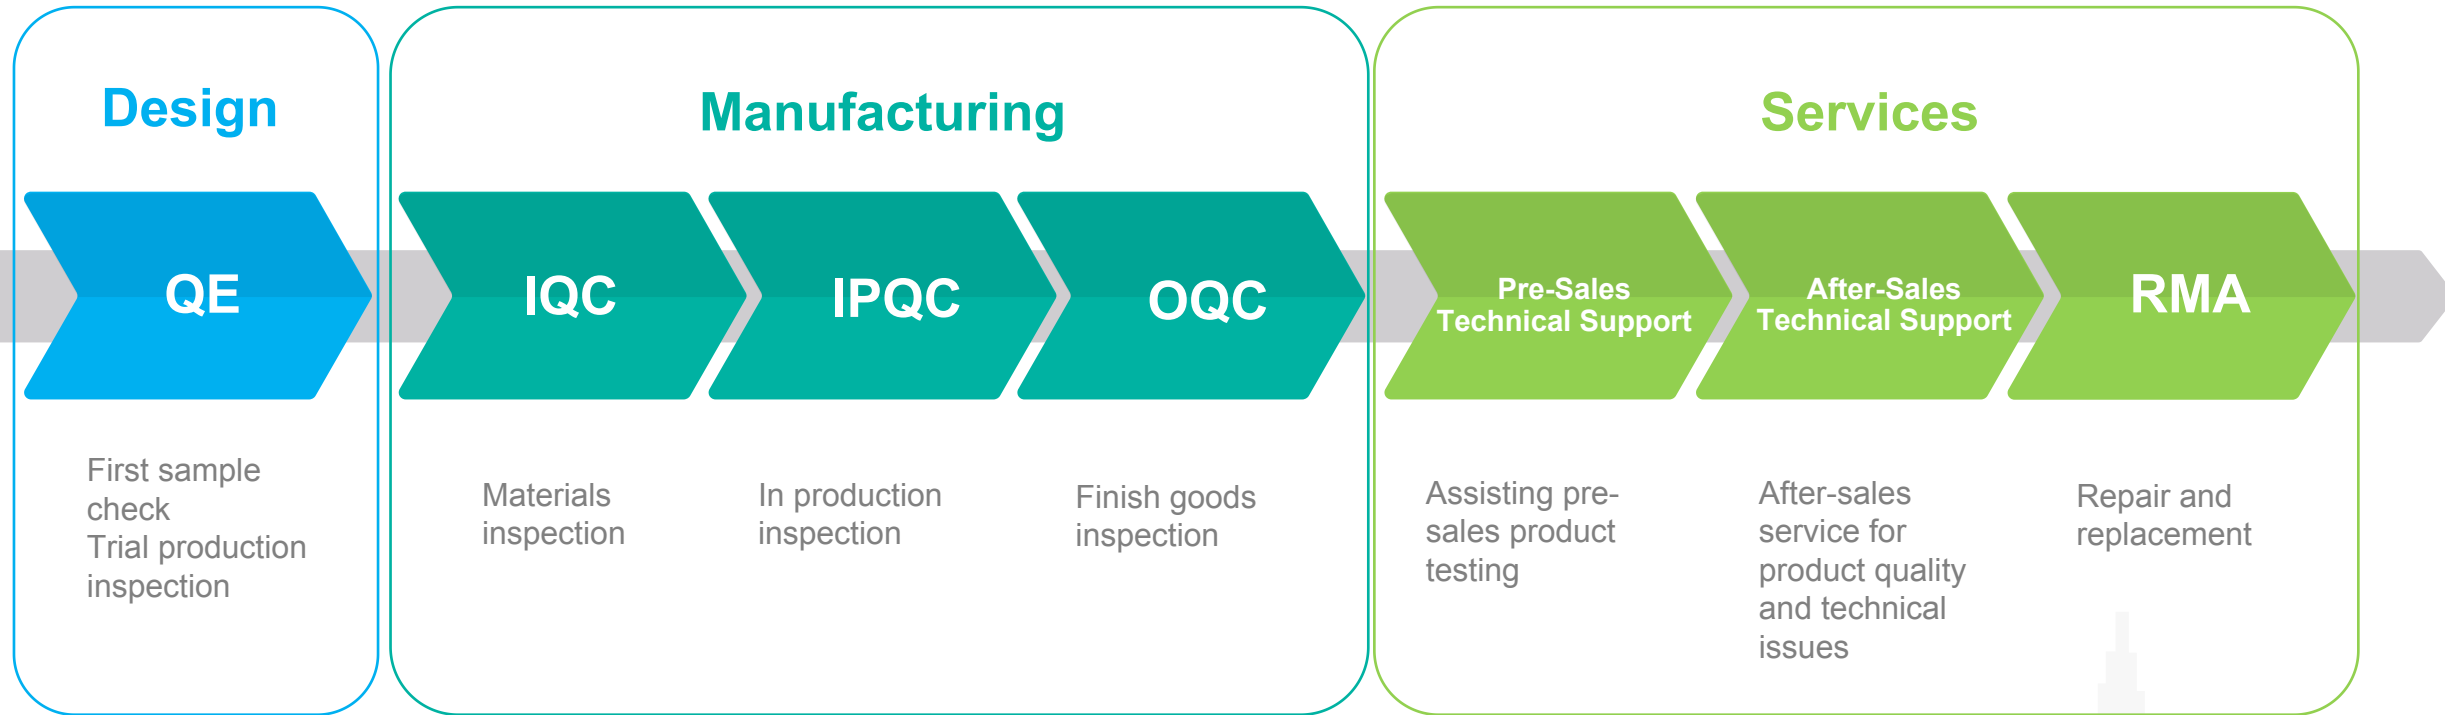 Design
QE
First sample
check
Trial production
inspection
Manufacturing
IQC
Materials
inspection
IPQC
In production
inspection
OQC
Finish goods
inspection
Services
Pre-Sales
Technical Support
Assisting pre-
sales product
testing
After-Sales
Technical Support
After-sales
service for
product quality
and technical
issues
RMA
Repair and
replacement